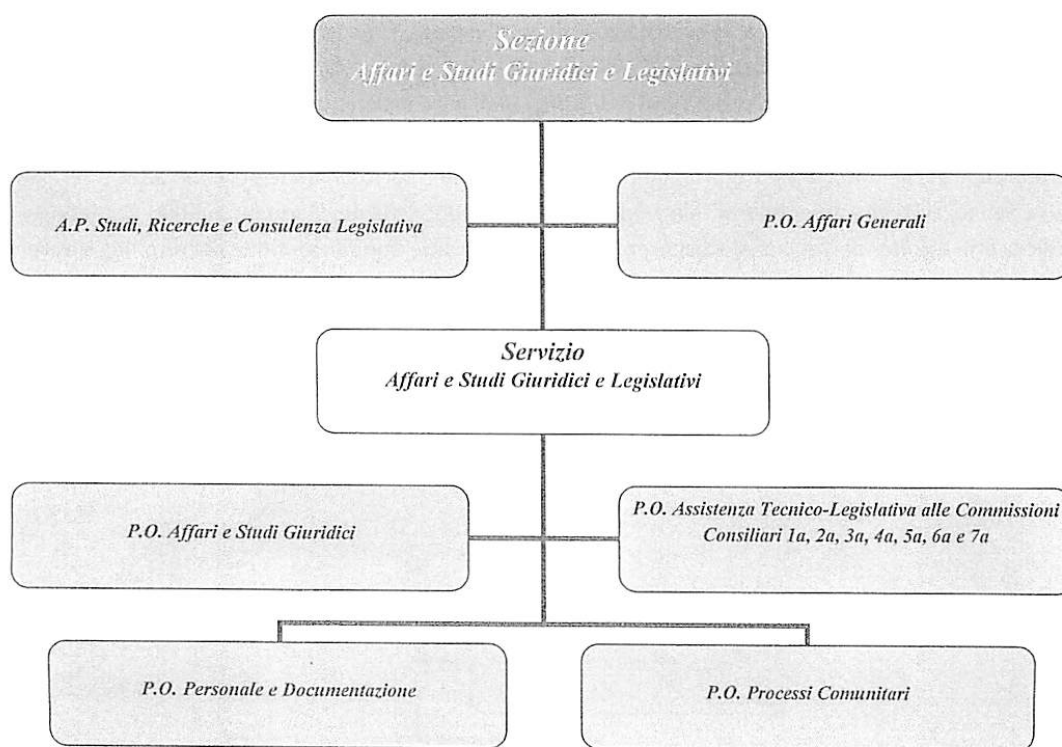 Sezione
Affari e Studi Giuridici e Legislativi
A.P. Studi, Ricerche e Consulenza Legislativa
P.O. Affari Generali
Servizio
Affari e Studi Giuridici e Legislativi
P.O. Affari e Studi Giuridici
P.O. Assistenza Tecnico-Legislativa alle Commissioni
Consiliari 1a, 2a, 3a, 4a, 5a, 6a e 7a
P.O. Personale e Documentazione
P.O. Processi Comunitari